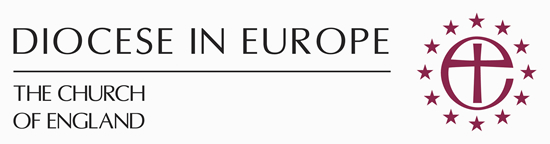 DIOCESE IN EUROPE
THE CHURCH
OF ENGLAND